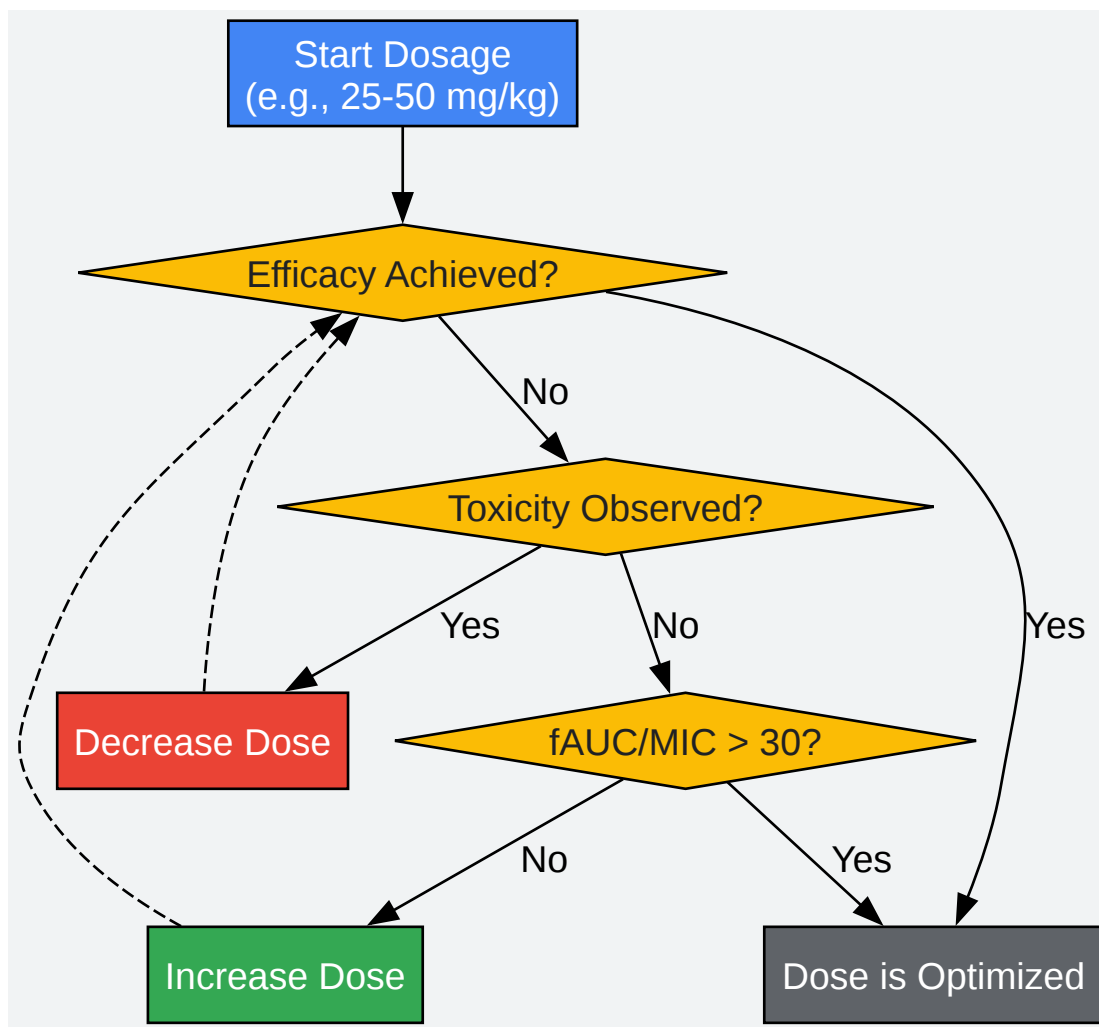 Start Dosage
(e.g., 25-50 mg/kg)
Efficacy Achieved?
No
Toxicity Observed?
Yes
No
Yes
Decrease Dose
fAUC/MIC > 30?
No
Yes
Increase Dose
Dose is Optimized